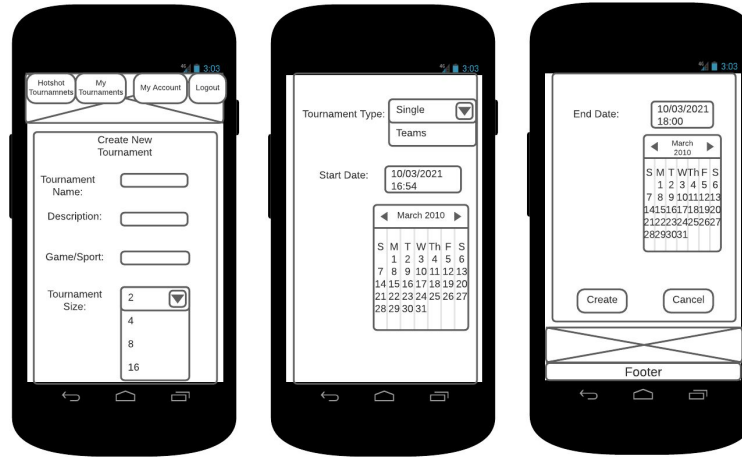 4G 3:03
Hotshot
Tournamnets
My
Tournaments
My Account
Logout
Create New
Tournament
Tournament
Name:
Description:
Game/Sport:
Tournament
Size:
2
4
8
16
4G 3:03
Tournament Type:
Single
Teams
Start Date:
10/03/2021
16:54
March 2010
S M T W Th F S
1 2 3 4 5 6
7 8 9 10 11 12 13
14 15 16 17 18 19 20
21 22 23 24 25 26 27
28 29 30 31
4G 3:03
End Date:
10/03/2021
18:00
March
2010
S M T W Th F S
1 2 3 4 5 6
7 8 9 10 11 12 13
14 15 16 17 18 19 20
21 22 23 24 25 26 27
28 29 30 31
Create
Cancel
Footer